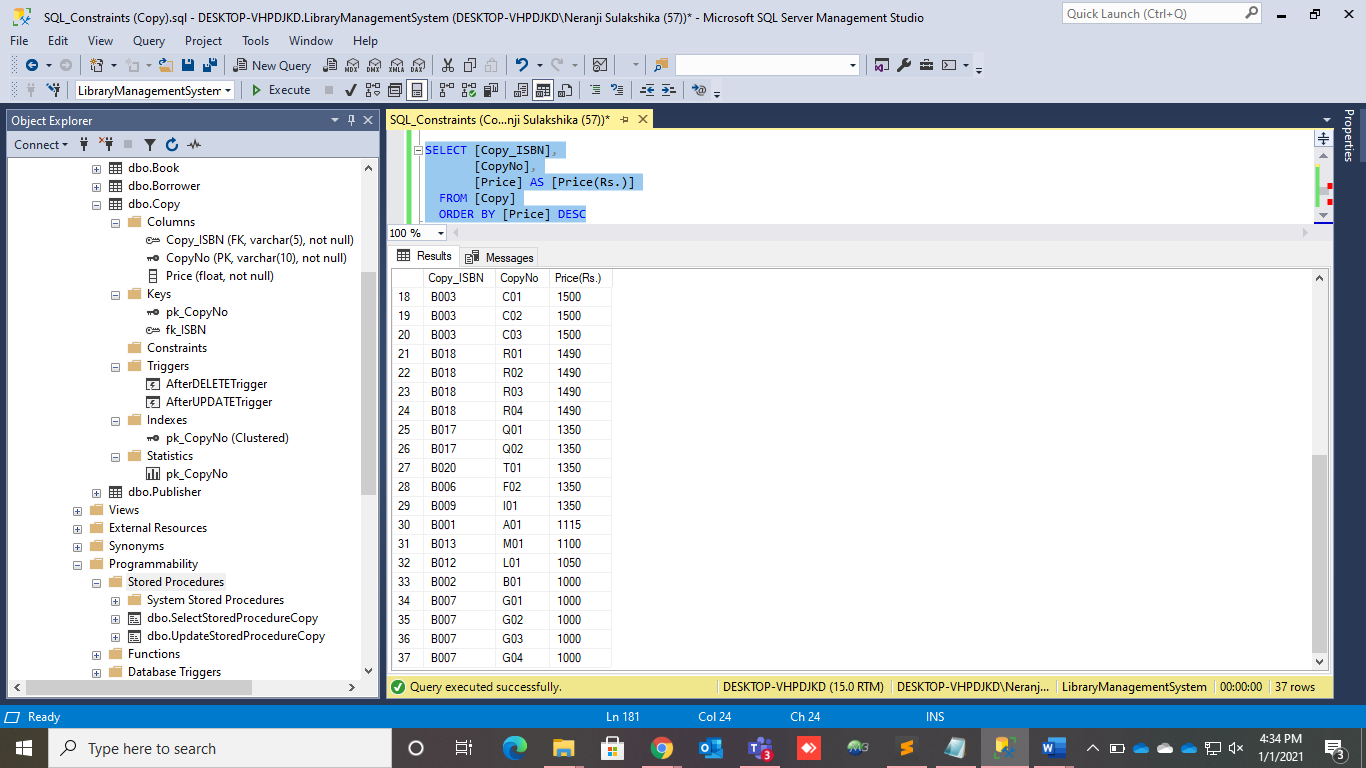 SQL_Constraints (Copy).sql - DESKTOP-VHPDJKD.LibraryManagementSystem (DESKTOP-VHPDJKD\Neranji Sulakshika (57))* - Microsoft SQL Server Management Studio
Quick Launch (Ctrl+Q)
File Edit View Query Project Tools Window Help
New Query MDX DMX XMLA DAX
LibraryManagementSystem Execute
Object Explorer
Connect
dbo.Book
dbo.Borrower
dbo.Copy
Columns
Copy_ISBN (FK, varchar(5), not null)
CopyNo (PK, varchar(10), not null)
Price (float, not null)
Keys
pk_CopyNo
fk_ISBN
Constraints
Triggers
AfterDELETETrigger
AfterUPDATETrigger
Indexes
pk_CopyNo (Clustered)
Statistics
pk_CopyNo
dbo.Publisher
Views
External Resources
Synonyms
Programmability
Stored Procedures
System Stored Procedures
dbo.SelectStoredProcedureCopy
dbo.UpdateStoredProcedureCopy
Functions
Database Triggers
SQL_Constraints (Co...nji Sulakshika (57))*
SELECT [Copy_ISBN],
[CopyNo],
[Price] AS [Price(Rs.)]
FROM [Copy]
ORDER BY [Price] DESC
100 %
Results Messages
Copy_ISBN CopyNo Price(Rs.)
18 B003 C01 1500
19 B003 C02 1500
20 B003 C03 1500
21 B018 R01 1490
22 B018 R02 1490
23 B018 R03 1490
24 B018 R04 1490
25 B017 Q01 1350
26 B017 Q02 1350
27 B020 T01 1350
28 B006 F02 1350
29 B009 I01 1350
30 B001 A01 1115
31 B013 M01 1100
32 B012 L01 1050
33 B002 B01 1000
34 B007 G01 1000
35 B007 G02 1000
36 B007 G03 1000
37 B007 G04 1000
Query executed successfully. DESKTOP-VHPDJKD (15.0 RTM) DESKTOP-VHPDJKD\Neranj... LibraryManagementSystem 00:00:00 37 rows
Properties
Ready Ln 181 Col 24 Ch 24 INS
Type here to search
3
4:34 PM
1/1/2021
3